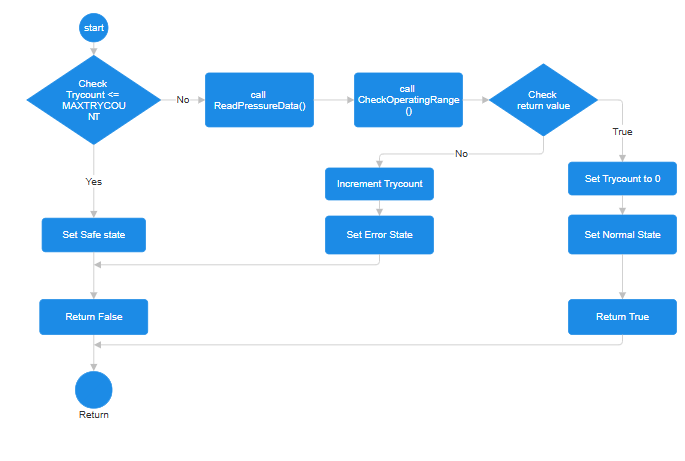 start
Check
Trycount <=
MAXTRYCOU
NT
No
call
ReadPressureData()
call
CheckOperatingRange
()
Check
return value
True
No
Yes
Increment Trycount
Set Trycount to 0
Set Safe state
Set Error State
Set Normal State
Return False
Return True
Return